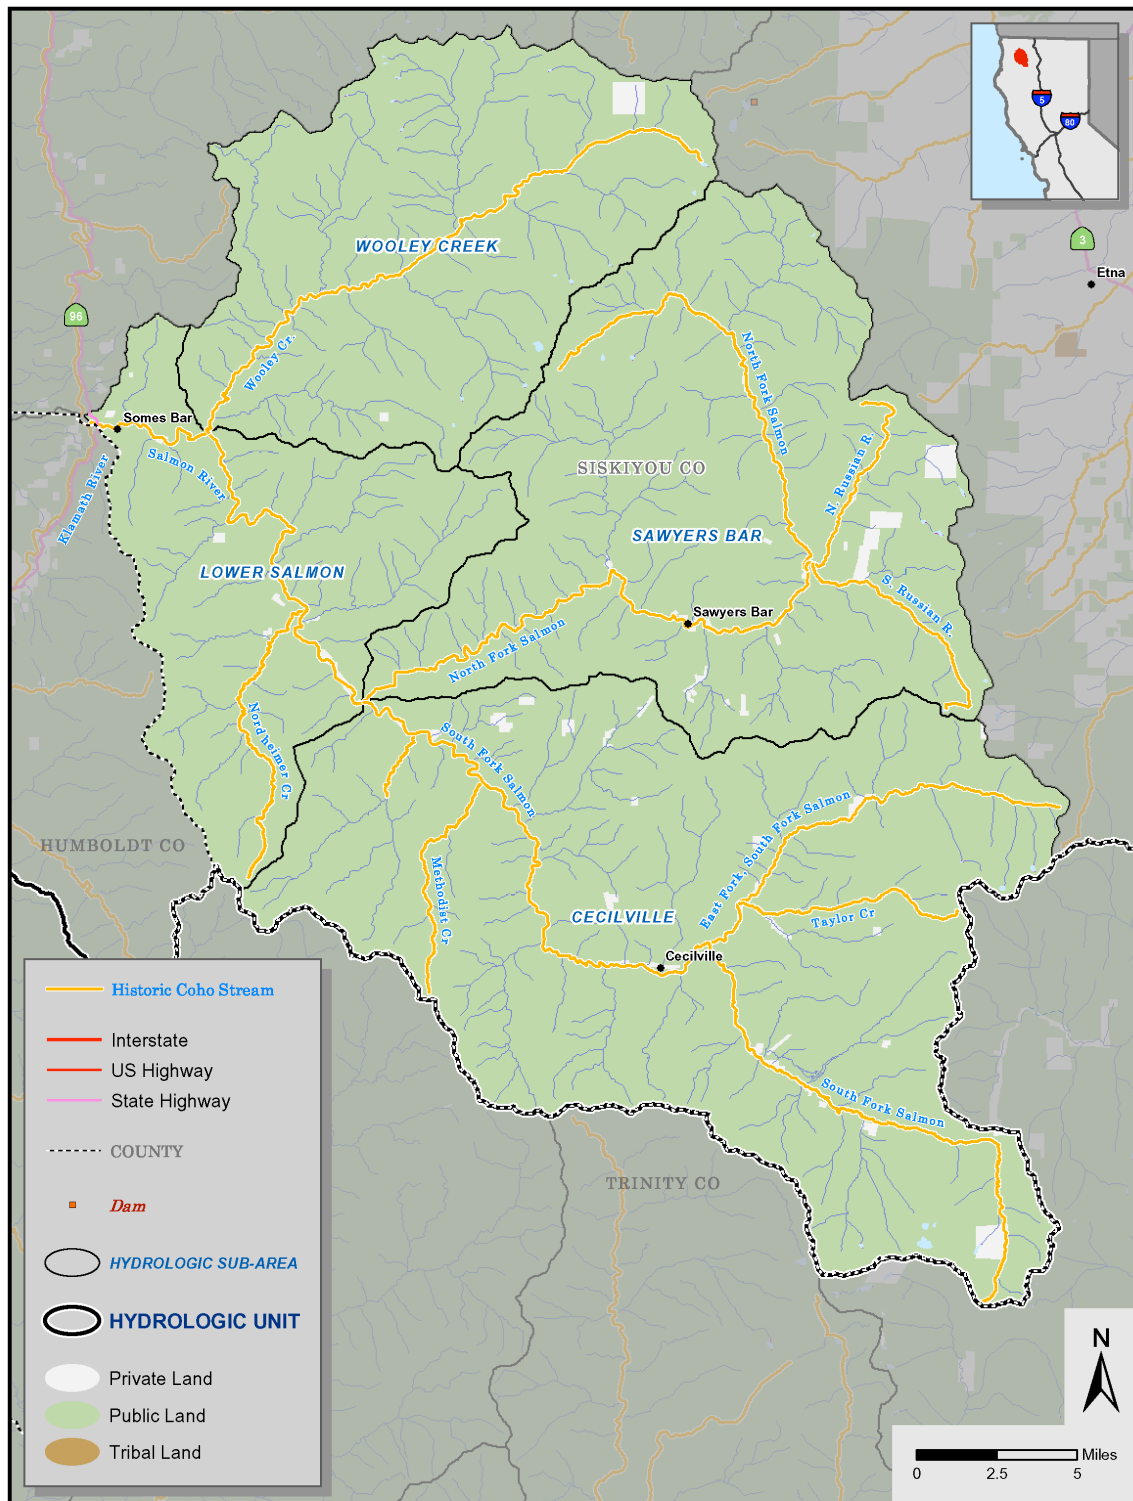 5
80
3
Etna
WOOLEY CREEK
96
Wooley Cr.
North Fork Salmon
Somes Bar
Salmon River
Klamath River
SISKIYOU CO
N. Russian R.
SAWYERS BAR
LOWER SALMON
S. Russian R.
Sawyers Bar
North Fork Salmon
Nordheimer Cr
South Fork Salmon
East Fork, South Fork Salmon
HUMBOLDT CO
Methodist Cr
CECILVILLE
Taylor Cr
Cecilville
South Fork Salmon
TRINITY CO
Historic Coho Stream
Interstate
US Highway
State Highway
COUNTY
Dam
HYDROLOGIC SUB-AREA
HYDROLOGIC UNIT
Private Land
Public Land
Tribal Land
N
Miles
0 2.5 5